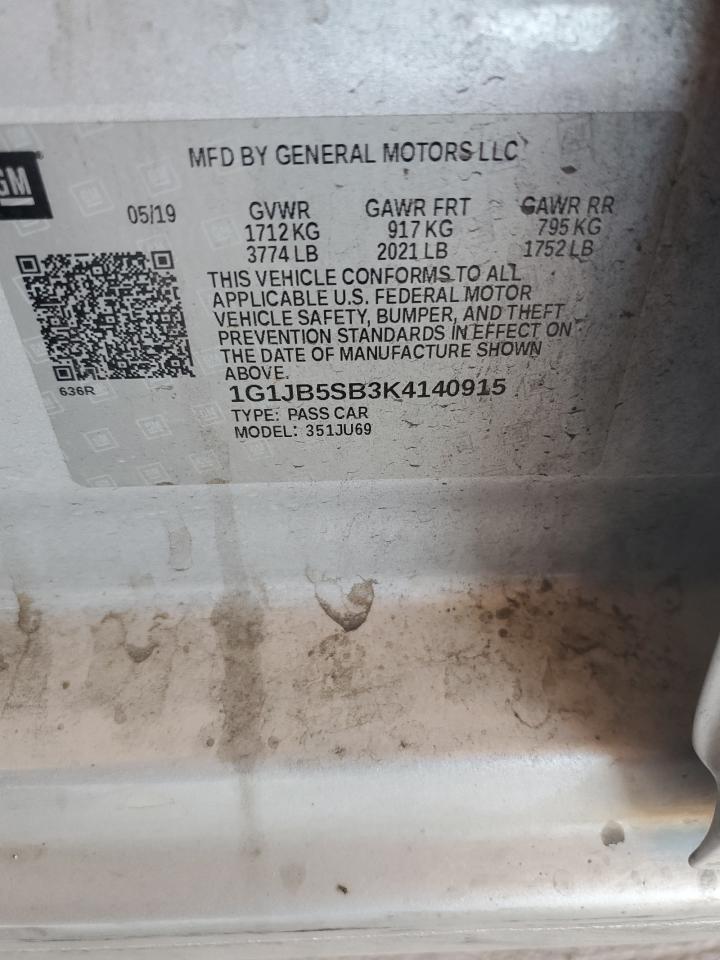 MFD BY GENERAL MOTORS LLC
GM
05/19 GVWR GAWR FRT GAWR RR
1712 KG 917 KG 795 KG
3774 LB 2021 LB 1752 LB
THIS VEHICLE CONFORMS TO ALL
APPLICABLE U.S. FEDERAL MOTOR
VEHICLE SAFETY, BUMPER, AND THEFT
PREVENTION STANDARDS IN EFFECT ON
THE DATE OF MANUFACTURE SHOWN
ABOVE.
636R
1G1JB5SB3K4140915
TYPE: PASS CAR
MODEL: 351JU69